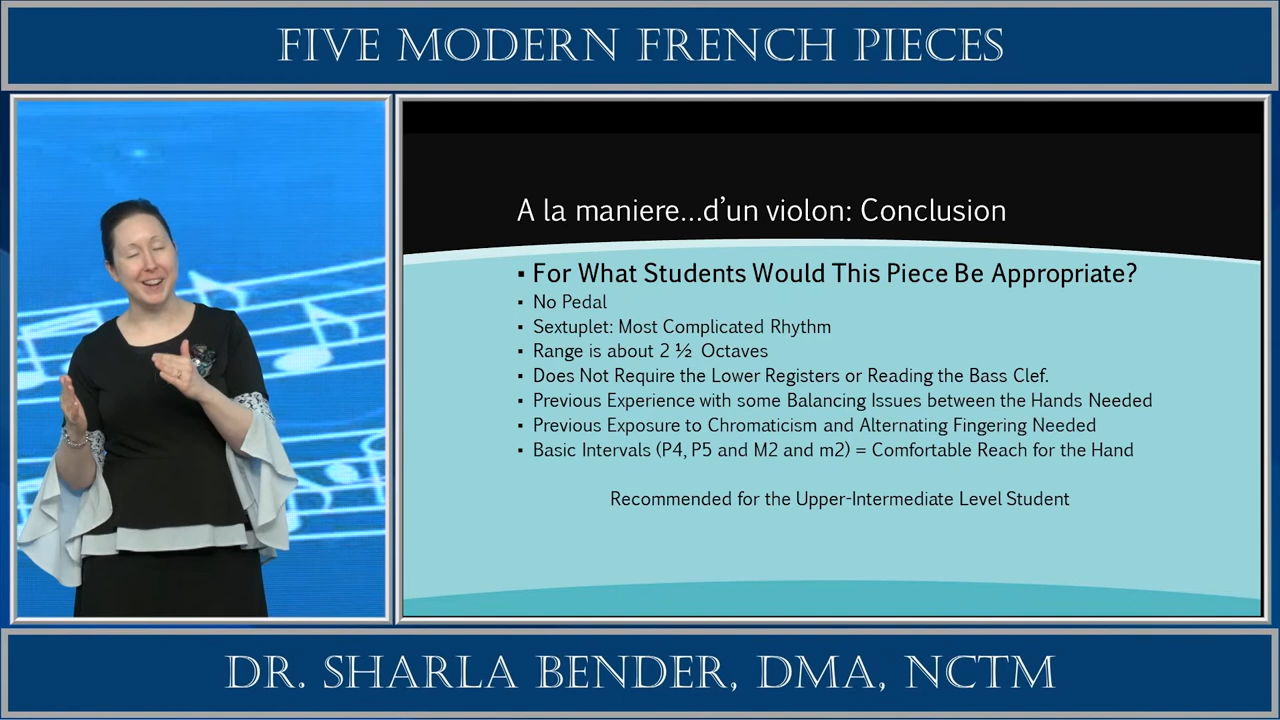 FIVE MODERN FRENCH PIECES
A la maniere...d'un violon: Conclusion
▪ For What Students Would This Piece Be Appropriate?
▪ No Pedal
▪ Sextuplet: Most Complicated Rhythm
▪ Range is about 2 ½ Octaves
▪ Does Not Require the Lower Registers or Reading the Bass Clef.
▪ Previous Experience with some Balancing Issues between the Hands Needed
▪ Previous Exposure to Chromaticism and Alternating Fingering Needed
▪ Basic Intervals (P4, P5 and M2 and m2) = Comfortable Reach for the Hand
Recommended for the Upper-Intermediate Level Student
DR. SHARLA BENDER, DMA, NCTM